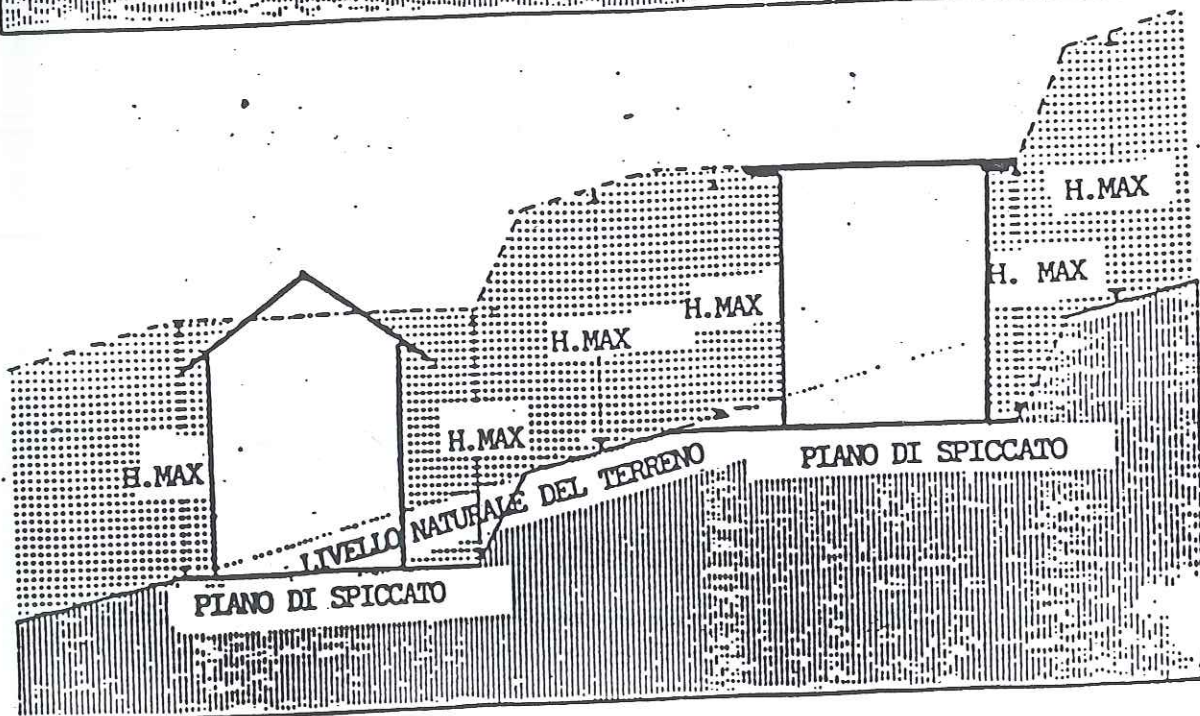 H.MAX
H. MAX
H.MAX
H.MAX
H.MAX
H.MAX
LIVELLO NATURALE DEL TERRENO
PIANO DI SPICCATO
PIANO DI SPICCATO